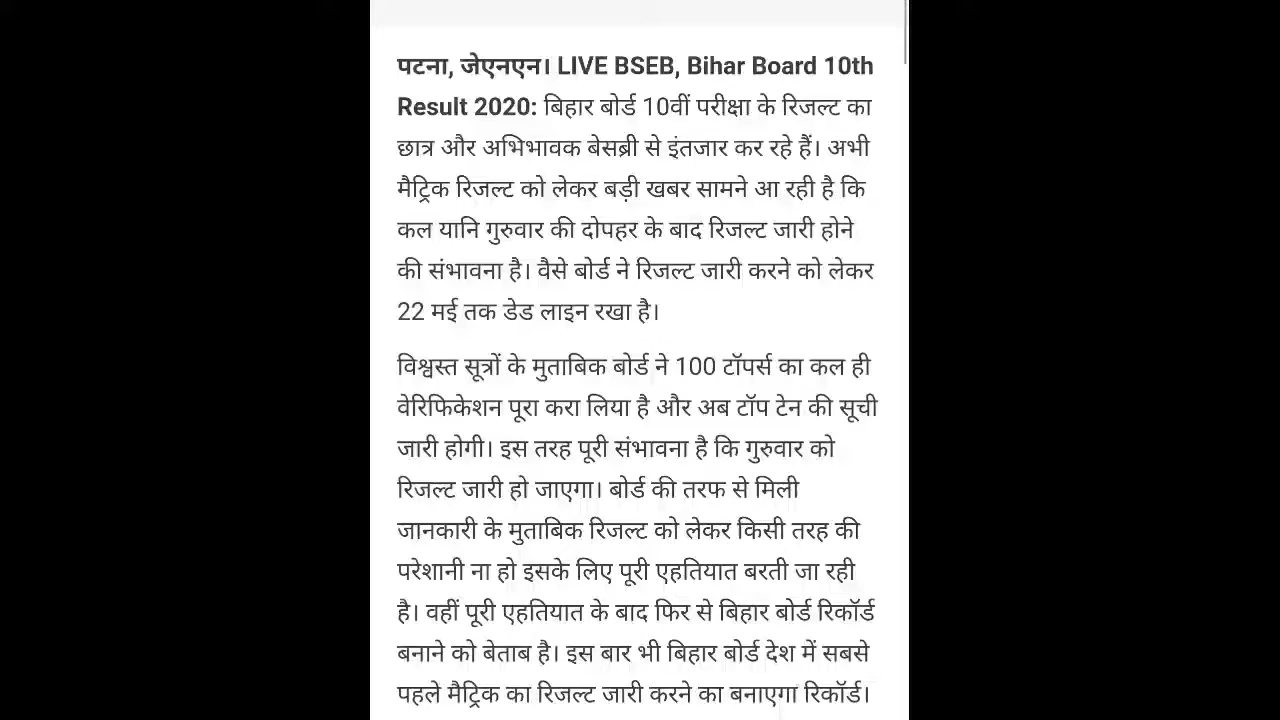 पटना, जेएनएन। LIVE BSEB, Bihar Board 10th
Result 2020: बिहार बोर्ड 10वीं परीक्षा के रिजल्ट का
छात्र और अभिभावक बेसब्री से इंतजार कर रहे हैं। अभी
मैट्रिक रिजल्ट को लेकर बड़ी खबर सामने आ रही है कि
कल यानि गुरुवार की दोपहर के बाद रिजल्ट जारी होने
की संभावना है। वैसे बोर्ड ने रिजल्ट जारी करने को लेकर
22 मई तक डेड लाइन रखा है।
विश्वस्त सूत्रों के मुताबिक बोर्ड ने 100 टॉपर्स का कल ही
वेरिफिकेशन पूरा करा लिया है और अब टॉप टेन की सूची
जारी होगी। इस तरह पूरी संभावना है कि गुरुवार को
रिजल्ट जारी हो जाएगा। बोर्ड की तरफ से मिली
जानकारी के मुताबिक रिजल्ट को लेकर किसी तरह की
परेशानी ना हो इसके लिए पूरी एहतियात बरती जा रही
है। वहीं पूरी एहतियात के बाद फिर से बिहार बोर्ड रिकॉर्ड
बनाने को बेताब है। इस बार भी बिहार बोर्ड देश में सबसे
पहले मैट्रिक का रिजल्ट जारी करने का बनाएगा रिकॉर्ड।